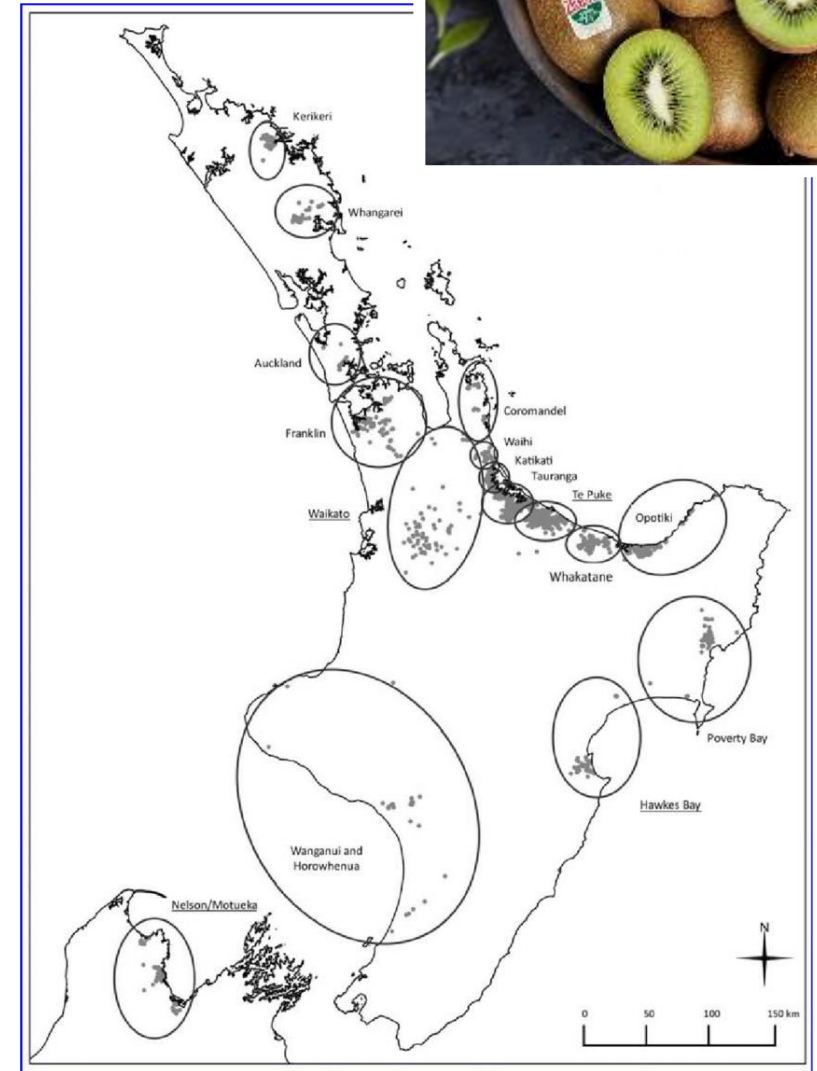 Kerikeri
Whangarei
Auckland
Franklin
Coromandel
Waihi
Katikati
Tauranga
Te Puke
Waikato
Opotiki
Whakatane
Poverty Bay
Hawkes Bay
Wanganui and
Horowhenua
Nelson/Motueka
N
0 50 100 150 km